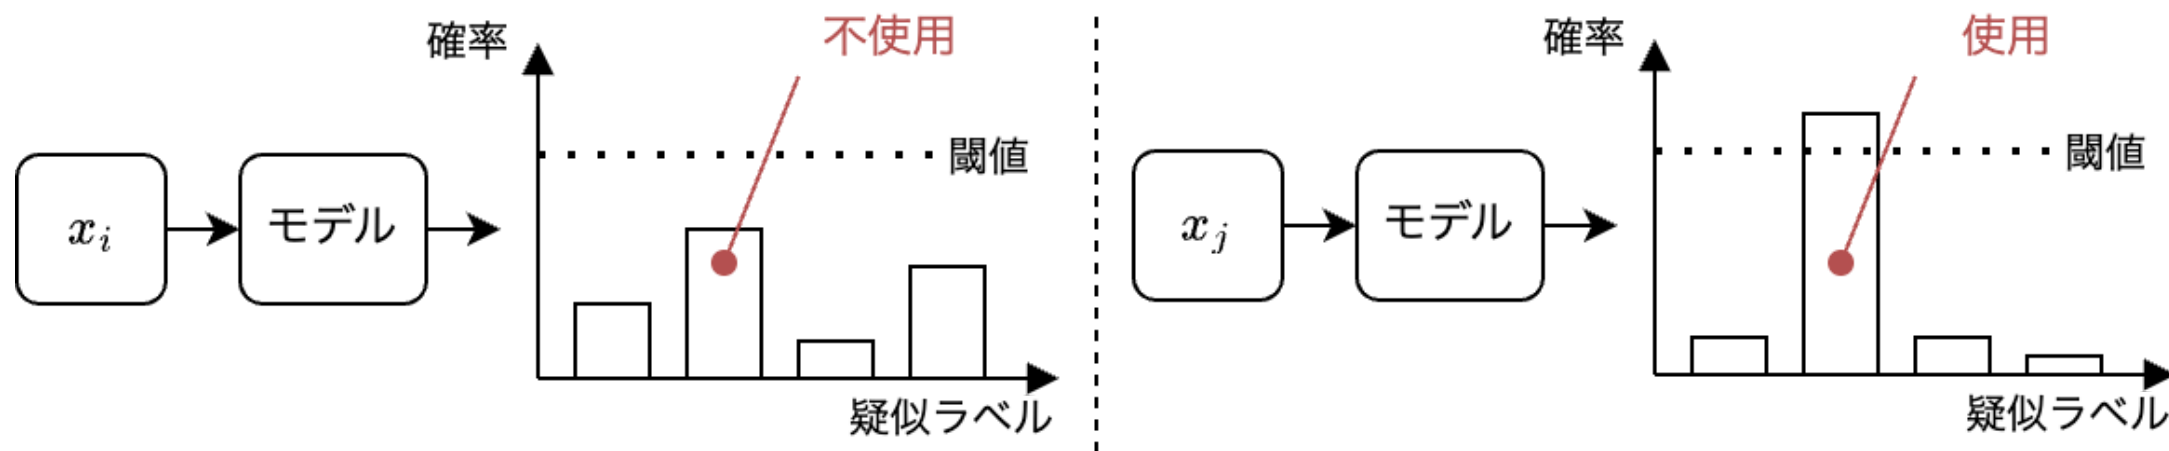 確率
不使用
閾値
x_i
モデル
疑似ラベル
確率
使用
閾値
x_j
モデル
疑似ラベル